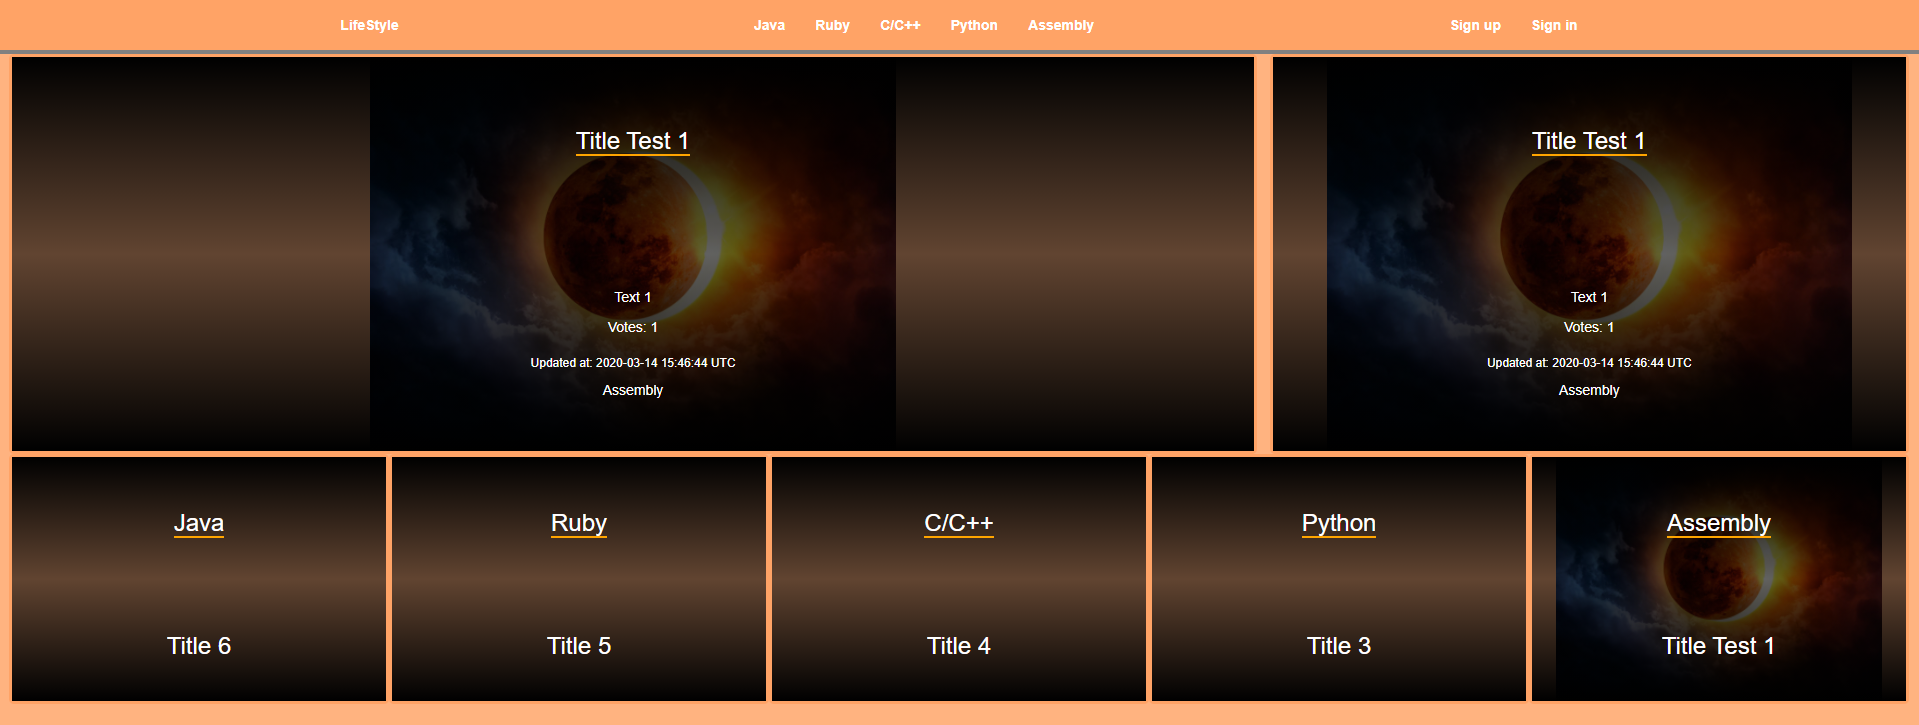 LifeStyle Java Ruby C/C++ Python Assembly Sign up Sign in
Title Test 1
Text 1
Votes: 1
Updated at: 2020-03-14 15:46:44 UTC
Assembly
Title Test 1
Text 1
Votes: 1
Updated at: 2020-03-14 15:46:44 UTC
Assembly
Java
Title 6
Ruby
Title 5
C/C++
Title 4
Python
Title 3
Assembly
Title Test 1